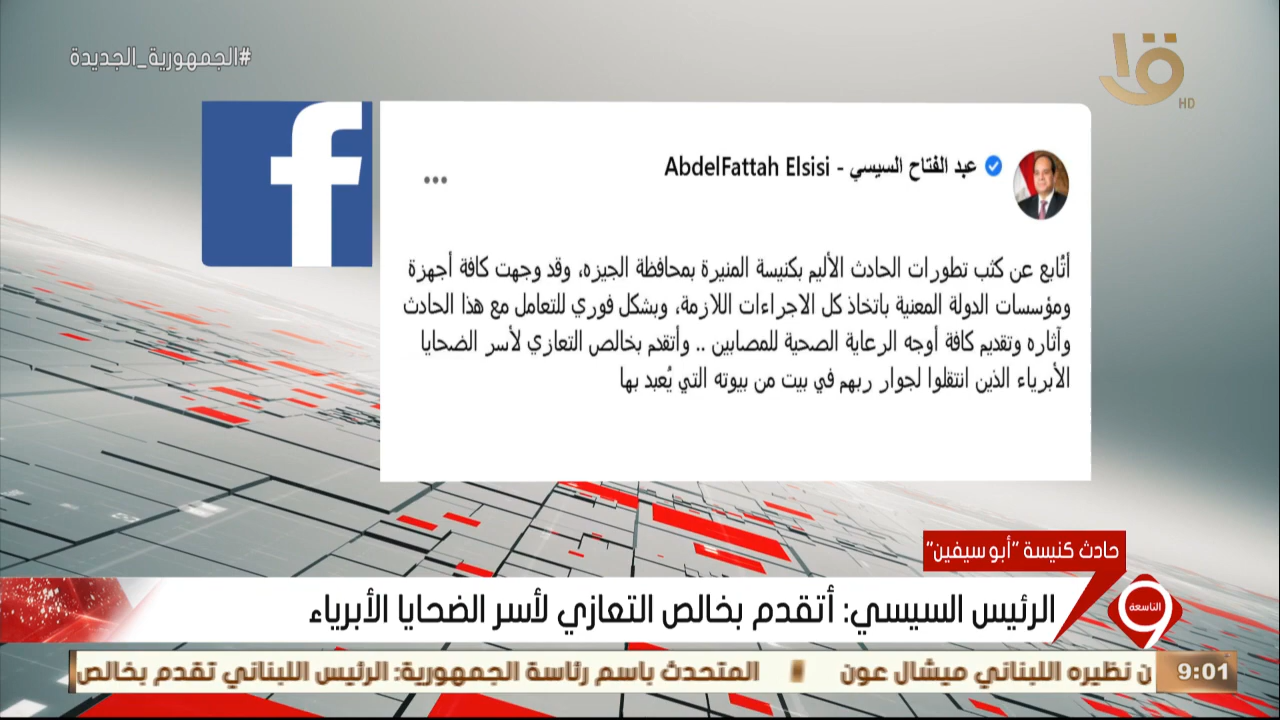 #الجمهورية_الجديدة
HD
عبد الفتاح السيسي - AbdelFattah Elsisi
أتابع عن كثب تطورات الحادث الأليم بكنيسة المنيرة بمحافظة الجيزه، وقد وجهت كافة أجهزة
ومؤسسات الدولة المعنية باتخاذ كل الاجراءات اللازمة، وبشكل فوري للتعامل مع هذا الحادث
وآثاره وتقديم كافة أوجه الرعاية الصحية للمصابين .. وأتقدم بخالص التعازي لأسر الضحايا
الأبرياء الذين انتقلوا لجوار ربهم في بيت من بيوته التي يُعبد بها
حادث كنيسة "أبو سيفين"
الرئيس السيسي: أتقدم بخالص التعازي لأسر الضحايا الأبرياء
التاسعة
9:01
ن نظيره اللبناني ميشال عون
المتحدث باسم رئاسة الجمهورية: الرئيس اللبناني تقدم بخالص